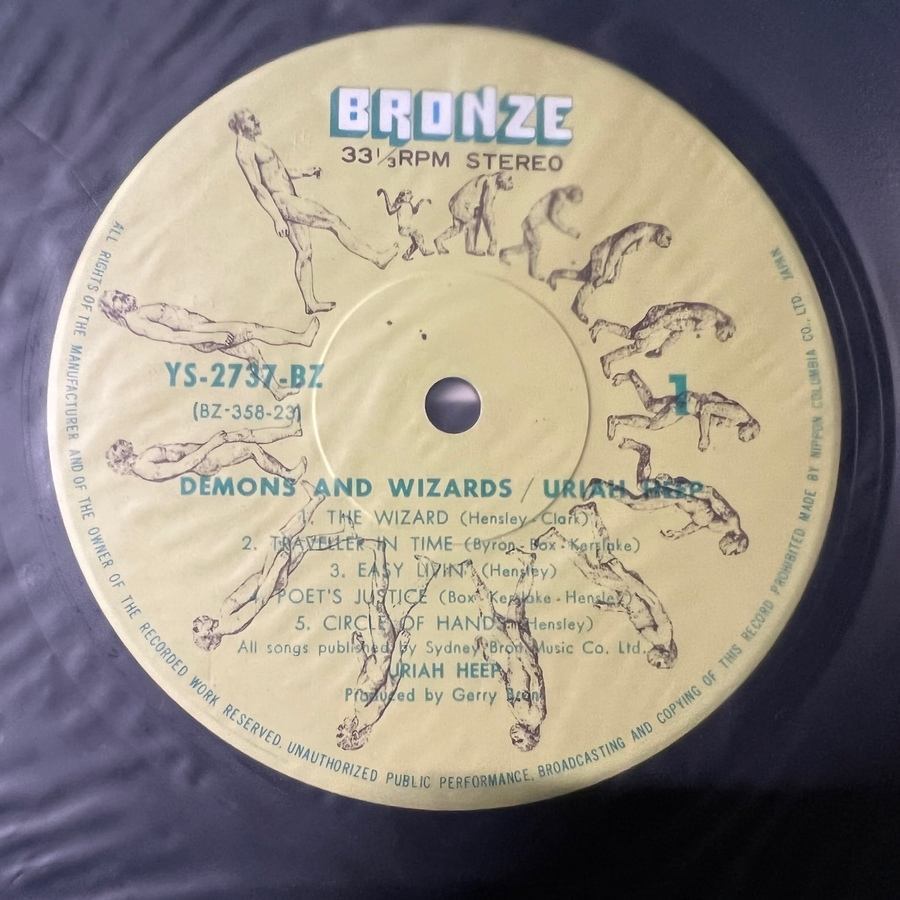 BRONZE
33 1/3 RPM STEREO
YS-2737-BZ
(BZ-358-23)
1
DEMONS AND WIZARDS / URIAH HEEP
1. THE WIZARD (Hensley - Clark)
2. TRAVELLER IN TIME (Byron - Box - Kerslake)
3. EASY LIVIN' (Hensley)
4. POET'S JUSTICE (Box - Kerslake - Hensley)
5. CIRCLE OF HANDS (Hensley)
All songs published by Sydney Bron Music Co. Ltd.
URIAH HEEP
Produced by Gerry Bron
ALL RIGHTS OF THE MANUFACTURER AND OF THE OWNER OF THE RECORDED WORK RESERVED. UNAUTHORIZED PUBLIC PERFORMANCE, BROADCASTING AND COPYING OF THIS RECORD PROHIBITED MADE BY NIPPON COLUMBIA CO., LTD. JAPAN